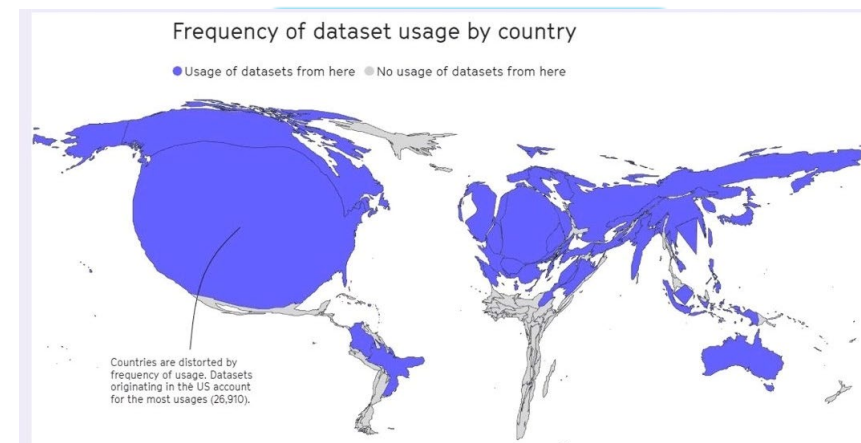 Frequency of dataset usage by country
Usage of datasets from here No usage of datasets from here
Countries are distorted by
frequency of usage. Datasets
originating in the US account
for the most usages (26,910).